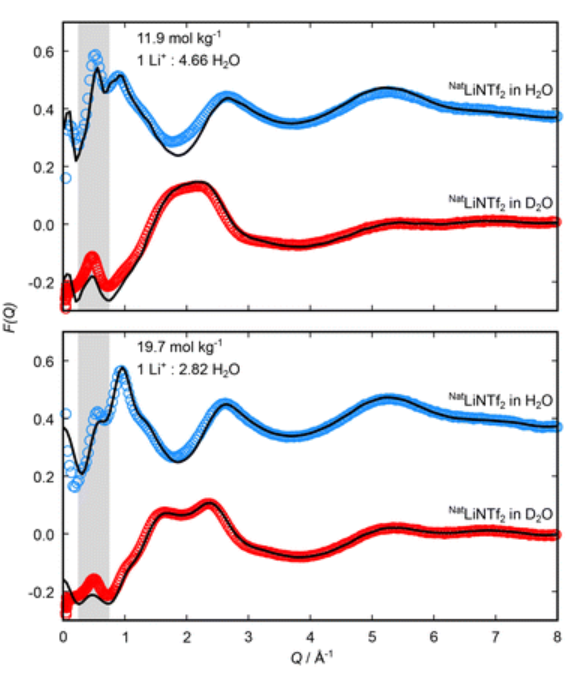 11.9 mol kg⁻¹
1 Li⁺ : 4.66 H₂O
ᴺᵃᵗLiNTf₂ in H₂O
ᴺᵃᵗLiNTf₂ in D₂O
0.6
0.4
0.2
0.0
-0.2
F(Q)
19.7 mol kg⁻¹
1 Li⁺ : 2.82 H₂O
ᴺᵃᵗLiNTf₂ in H₂O
ᴺᵃᵗLiNTf₂ in D₂O
0.6
0.4
0.2
0.0
-0.2
0 1 2 3 4 5 6 7 8
Q / Å⁻¹